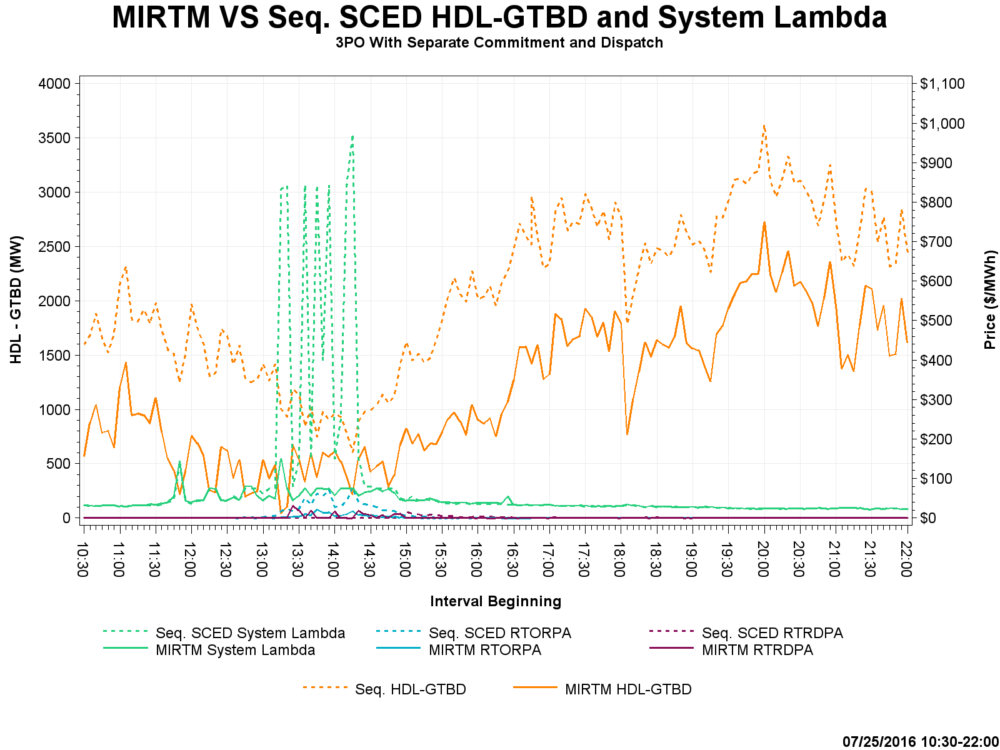 MIRTM VS Seq. SCED HDL-GTBD and System Lambda
3PO With Separate Commitment and Dispatch
HDL - GTBD (MW)
4000
3500
3000
2500
2000
1500
1000
500
0
$1,100
$1,000
$900
$800
$700
$600
$500
$400
$300
$200
$100
$0
Price ($/MWh)
10:30 11:00 11:30 12:00 12:30 13:00 13:30 14:00 14:30 15:00 15:30 16:00 16:30 17:00 17:30 18:00 18:30 19:00 19:30 20:00 20:30 21:00 21:30 22:00
Interval Beginning
Seq. SCED System Lambda Seq. SCED RTORPA Seq. SCED RTRDPA
MIRTM System Lambda MIRTM RTORPA MIRTM RTRDPA
Seq. HDL-GTBD MIRTM HDL-GTBD
07/25/2016 10:30-22:00